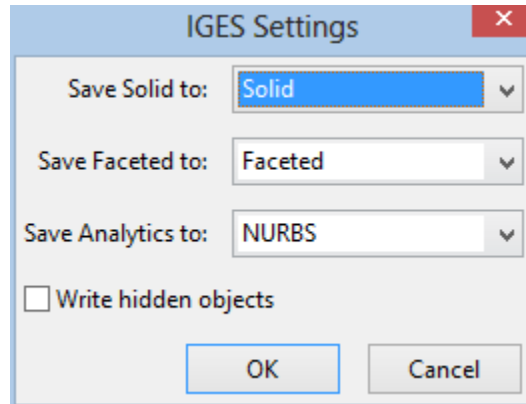 IGES Settings
Save Solid to: Solid
Save Faceted to: Faceted
Save Analytics to: NURBS
Write hidden objects
OK Cancel